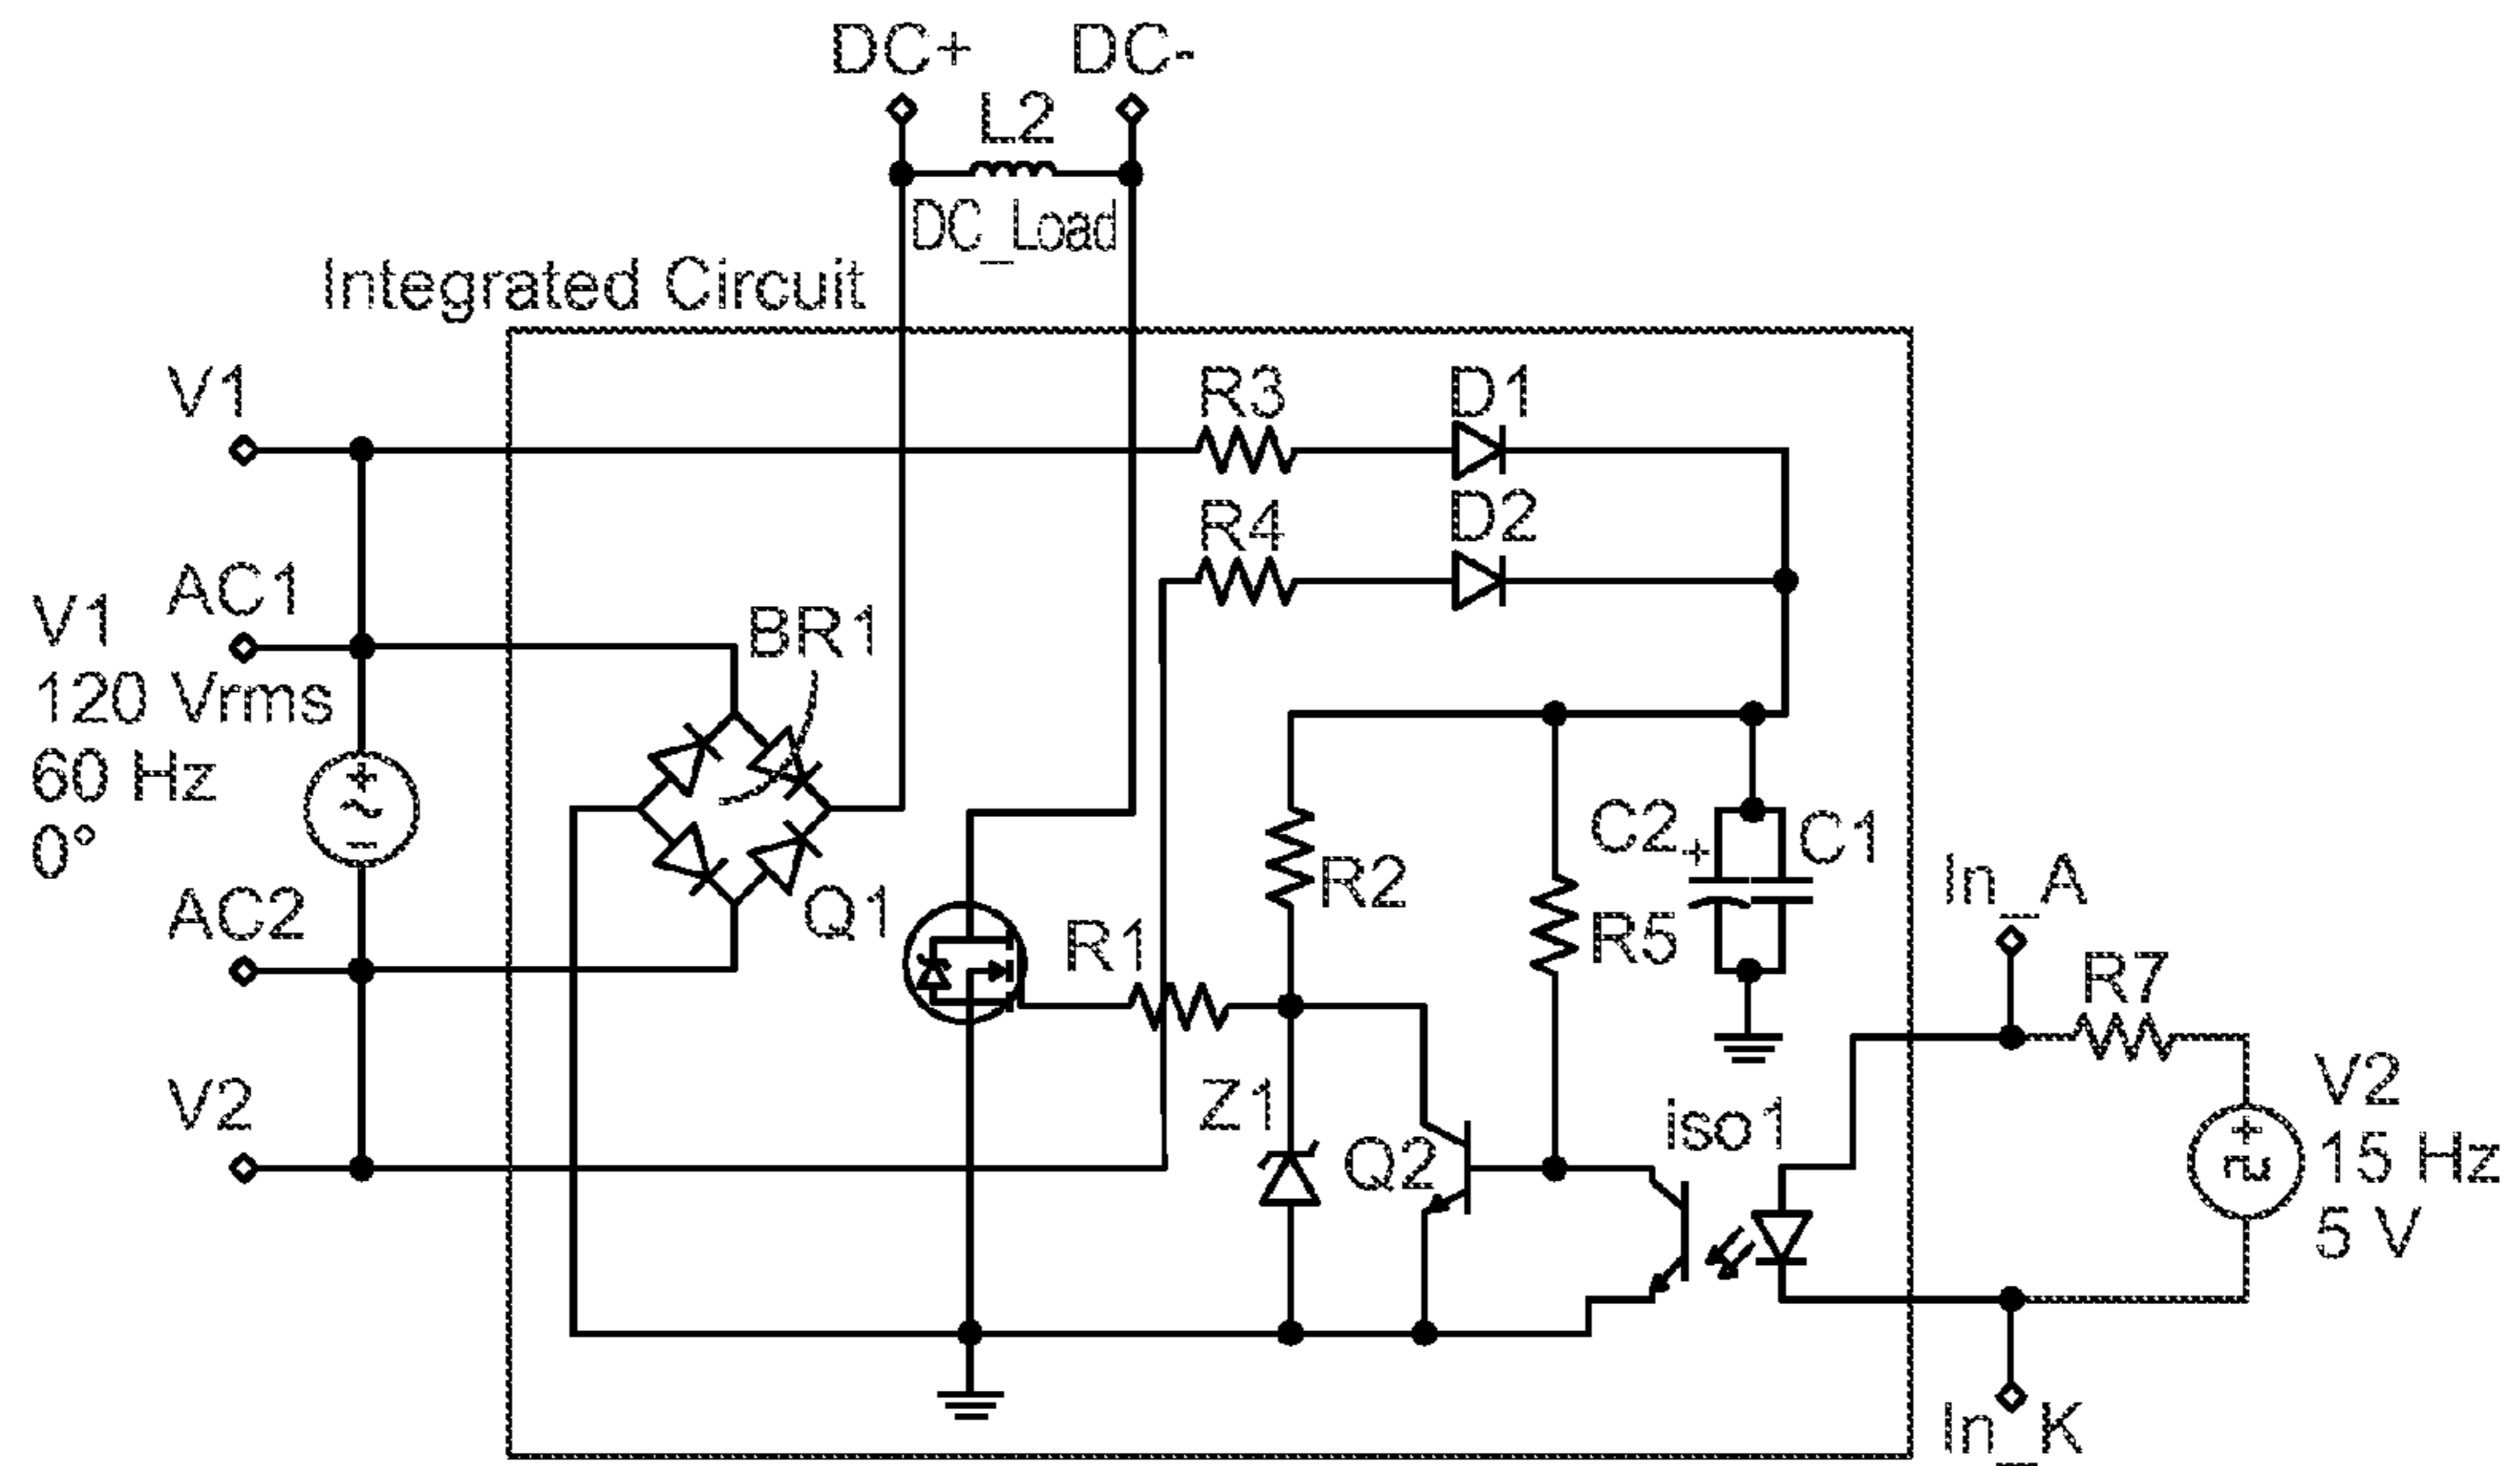 DC+ DC-
L2
DC_Load
Integrated Circuit
V1
R3 D1
R4 D2
AC1
V1
120 Vrms
60 Hz
0°
BR1
AC2
Q1
R1
R2
R5
C2 + C1
In_A
R7
V2
Z1
Q2
iso1
V2
15 Hz
5 V
In_K